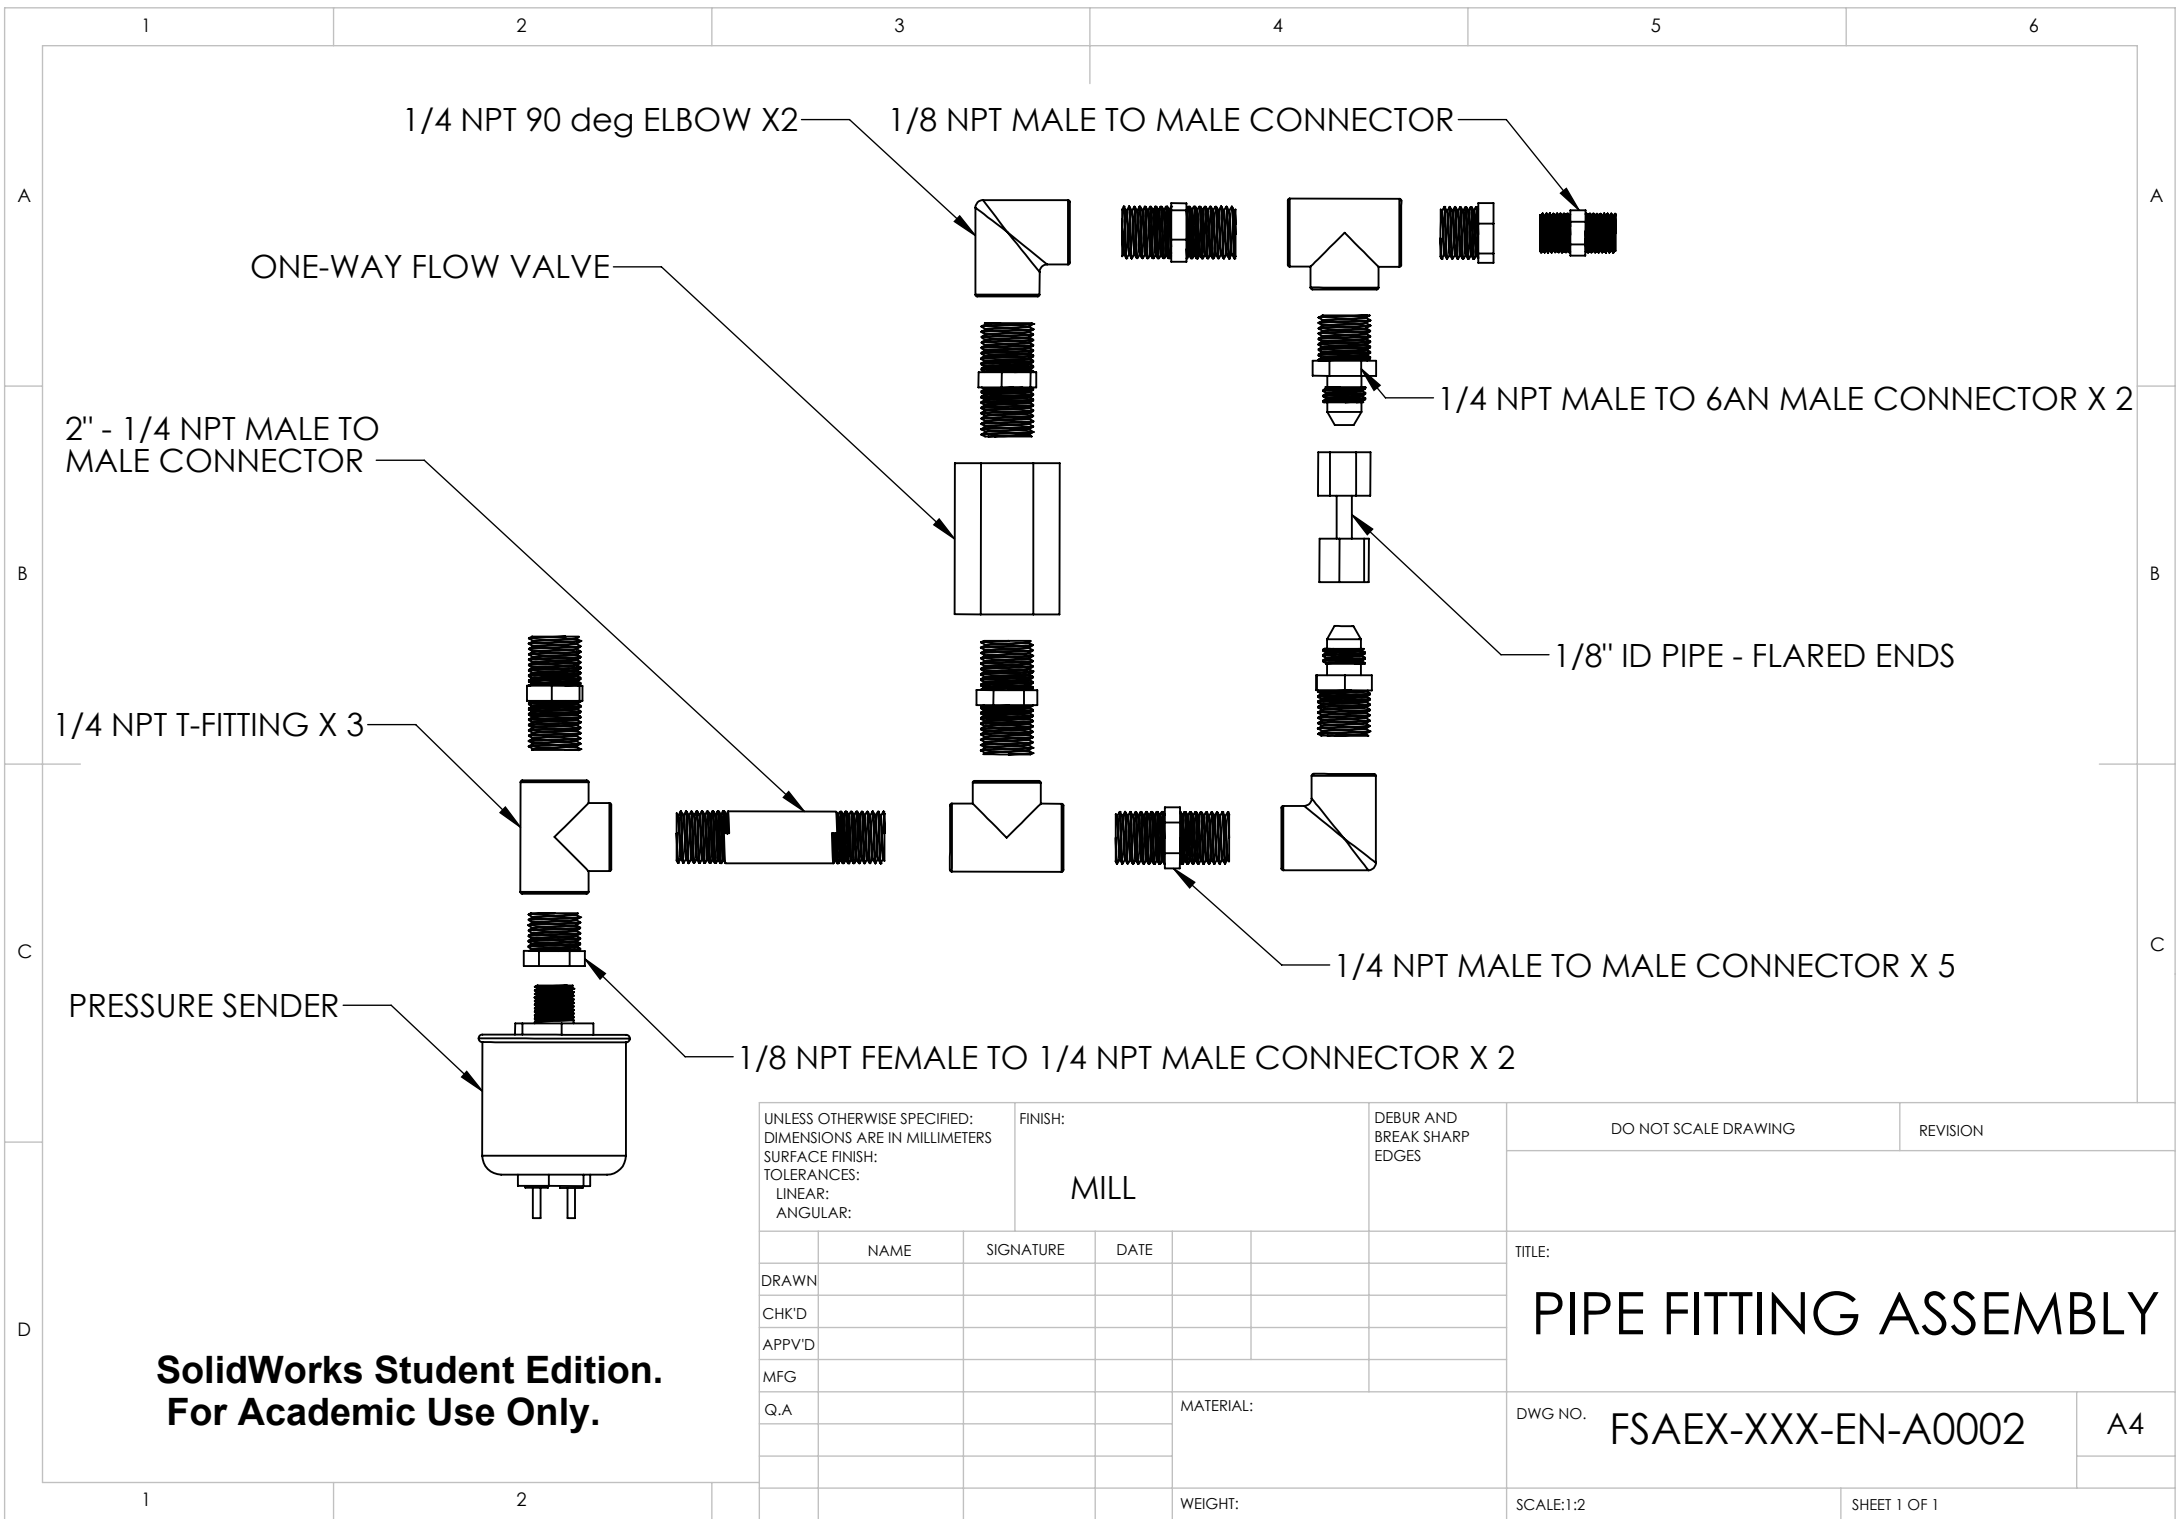 1 2 3 4 5 6
1/4 NPT 90 deg ELBOW X2
1/8 NPT MALE TO MALE CONNECTOR
A A
ONE-WAY FLOW VALVE
1/4 NPT MALE TO 6AN MALE CONNECTOR X 2
2" - 1/4 NPT MALE TO
MALE CONNECTOR
B B
1/8" ID PIPE - FLARED ENDS
1/4 NPT T-FITTING X 3
C C
1/4 NPT MALE TO MALE CONNECTOR X 5
PRESSURE SENDER
1/8 NPT FEMALE TO 1/4 NPT MALE CONNECTOR X 2
UNLESS OTHERWISE SPECIFIED:
DIMENSIONS ARE IN MILLIMETERS
SURFACE FINISH:
TOLERANCES:
LINEAR:
ANGULAR:
FINISH:
MILL
DEBUR AND
BREAK SHARP
EDGES
DO NOT SCALE DRAWING
REVISION
NAME SIGNATURE DATE
DRAWN
CHK'D
APPV'D
MFG
Q.A
MATERIAL:
WEIGHT:
TITLE:
PIPE FITTING ASSEMBLY
DWG NO.
FSAEX-XXX-EN-A0002
A4
SCALE:1:2
SHEET 1 OF 1
D
SolidWorks Student Edition.
For Academic Use Only.
1 2